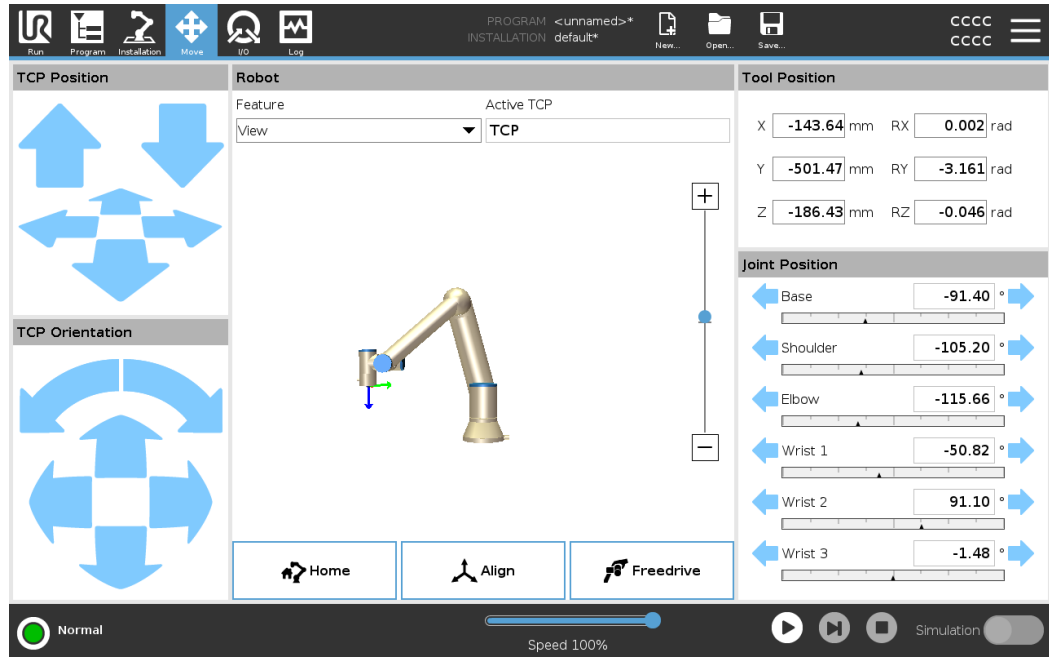 PROGRAM <unnamed>*
INSTALLATION default*
UR
Run
Program
Installation
Move
I/O
Log
New...
Open...
Save...
CCCC
CCCC
TCP Position
TCP Orientation
Robot
Feature
Active TCP
View
TCP
Home
Align
Freedrive
Tool Position
X -143.64 mm RX 0.002 rad
Y -501.47 mm RY -3.161 rad
Z -186.43 mm RZ -0.046 rad
Joint Position
Base -91.40 °
Shoulder -105.20 °
Elbow -115.66 °
Wrist 1 -50.82 °
Wrist 2 91.10 °
Wrist 3 -1.48 °
Normal
Speed 100%
Simulation